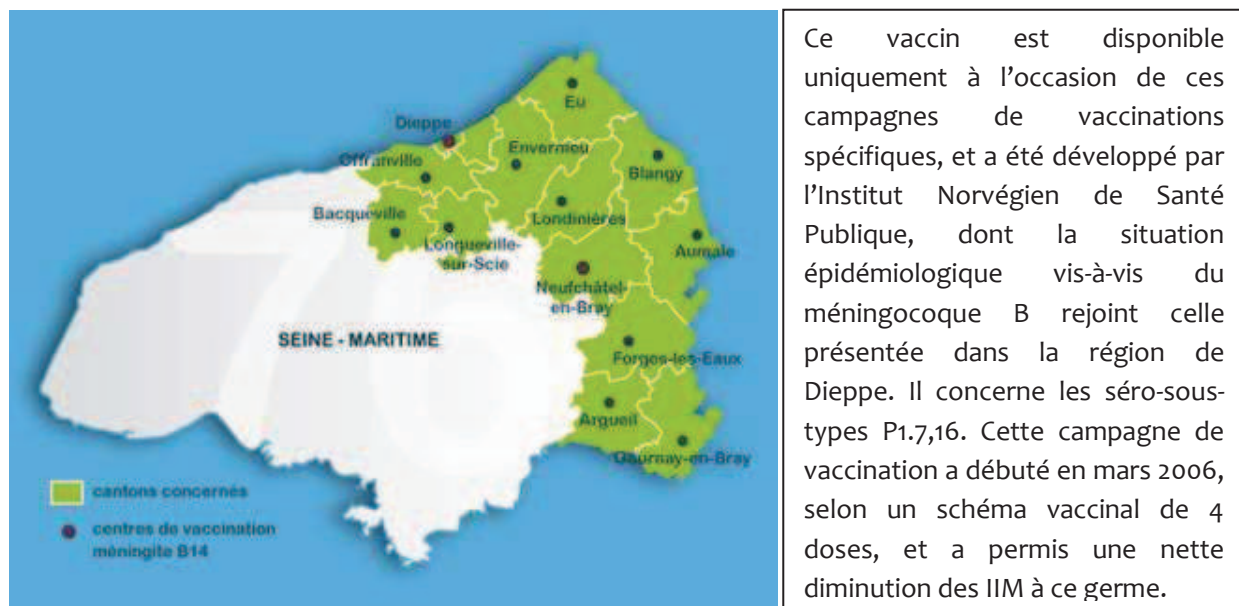 Eu
Dieppe
Offranville
Envermeu
Blangy
Bacqueville
Londinières
Longueville-
sur-Scie
Aumale
Neufchâtel-
en-Bray
76
SEINE - MARITIME
Forges-les-Eaux
Argueil
Gournay-en-Bray
cantons concernés
centres de vaccination
méningite B14
Ce vaccin est disponible
uniquement à l’occasion de ces
campagnes de vaccinations
spécifiques, et a été développé par
l’Institut Norvégien de Santé
Publique, dont la situation
épidémiologique vis-à-vis du
méningocoque B rejoint celle
présentée dans la région de
Dieppe. Il concerne les séro-sous-
types P1.7,16. Cette campagne de
vaccination a débuté en mars 2006,
selon un schéma vaccinal de 4
doses, et a permis une nette
diminution des IIM à ce germe.